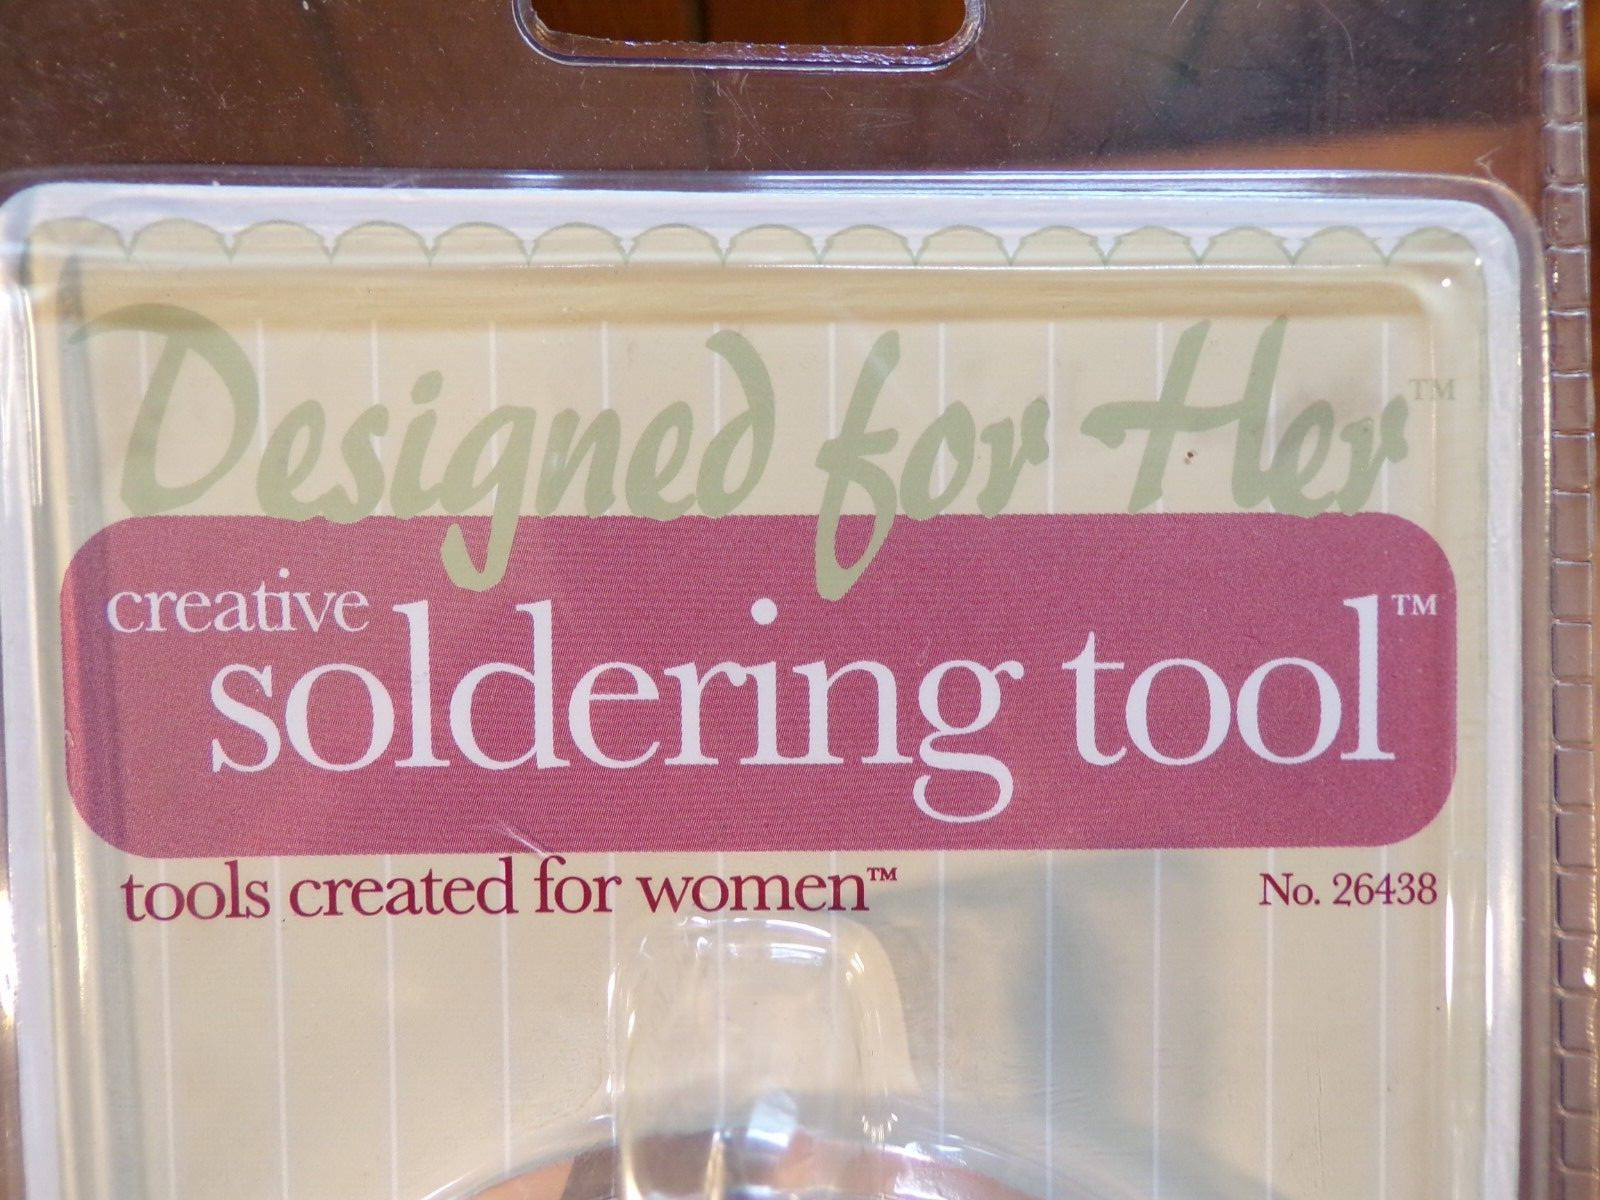 Designed for Her™
creative
soldering tool™
tools created for women™
No. 26438